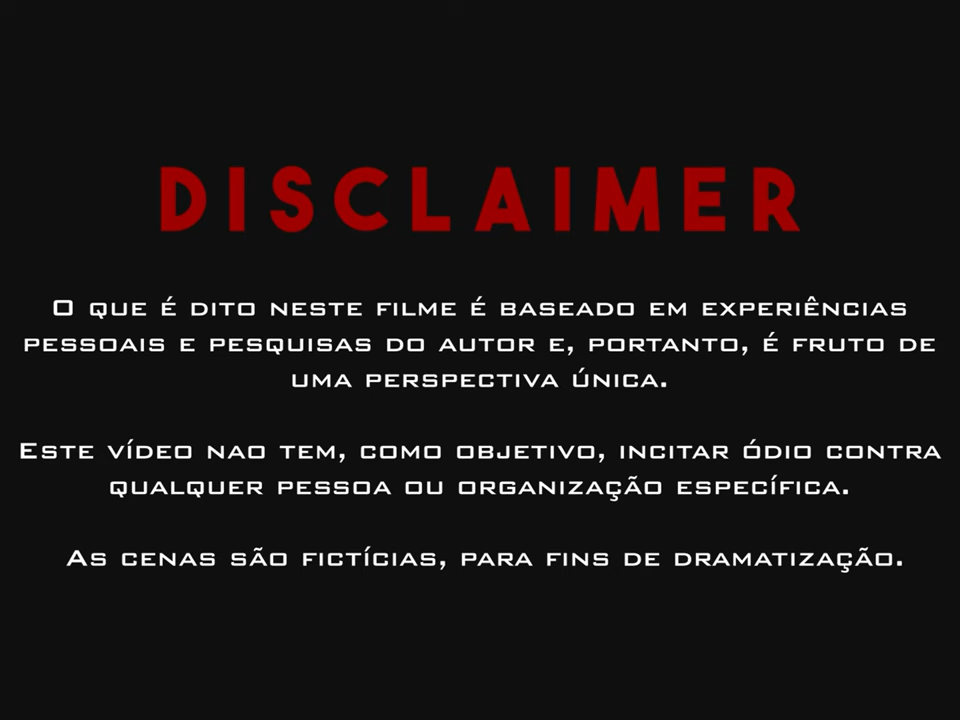 DISCLAIMER
O QUE É DITO NESTE FILME É BASEADO EM EXPERIÊNCIAS
PESSOAIS E PESQUISAS DO AUTOR E, PORTANTO, É FRUTO DE
UMA PERSPECTIVA ÚNICA.
ESTE VÍDEO NAO TEM, COMO OBJETIVO, INCITAR ÓDIO CONTRA
QUALQUER PESSOA OU ORGANIZAÇÃO ESPECÍFICA.
AS CENAS SÃO FICTÍCIAS, PARA FINS DE DRAMATIZAÇÃO.